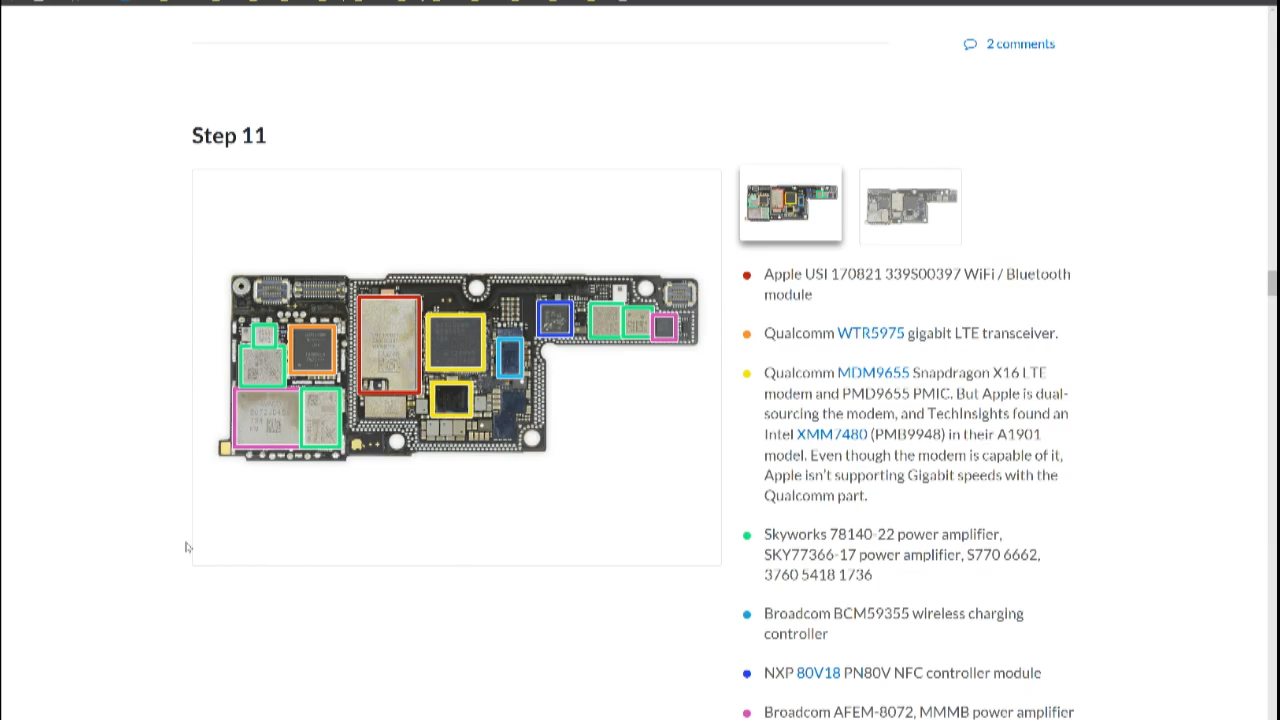 2 comments
Step 11
Apple USI 170821 339S00397 WiFi / Bluetooth
module
Qualcomm WTR5975 gigabit LTE transceiver.
Qualcomm MDM9655 Snapdragon X16 LTE
modem and PMD9655 PMIC. But Apple is dual-
sourcing the modem, and TechInsights found an
Intel XMM7480 (PMB9948) in their A1901
model. Even though the modem is capable of it,
Apple isn't supporting Gigabit speeds with the
Qualcomm part.
Skyworks 78140-22 power amplifier,
SKY77366-17 power amplifier, S770 6662,
3760 5418 1736
Broadcom BCM59355 wireless charging
controller
NXP 80V18 PN80V NFC controller module
Broadcom AFEM-8072, MMMB power amplifier